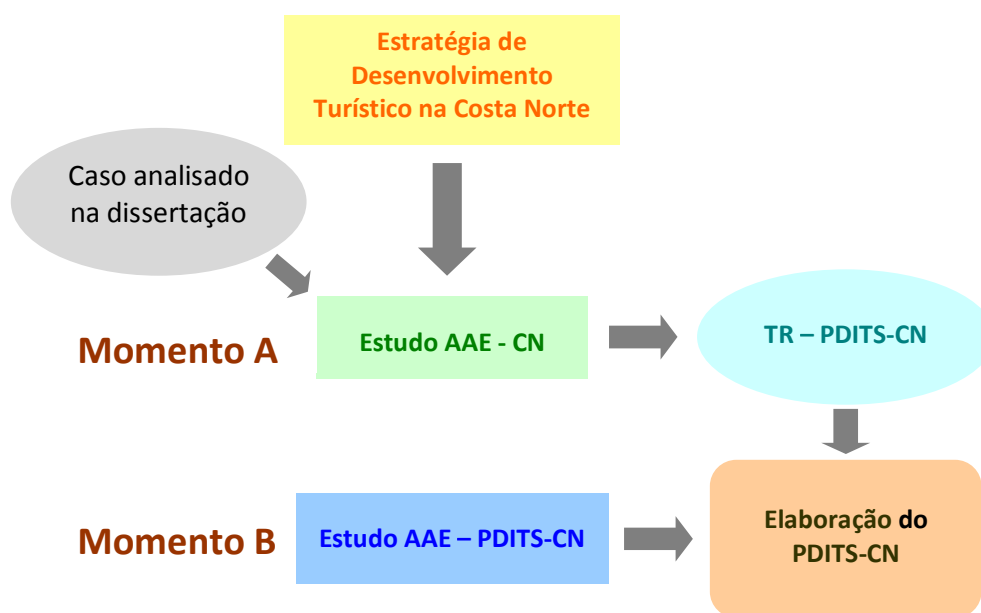 Estratégia de
Desenvolvimento
Turístico na Costa Norte
Caso analisado
na dissertação
Momento A
Estudo AAE - CN
TR – PDITS-CN
Momento B
Estudo AAE – PDITS-CN
Elaboração do
PDITS-CN